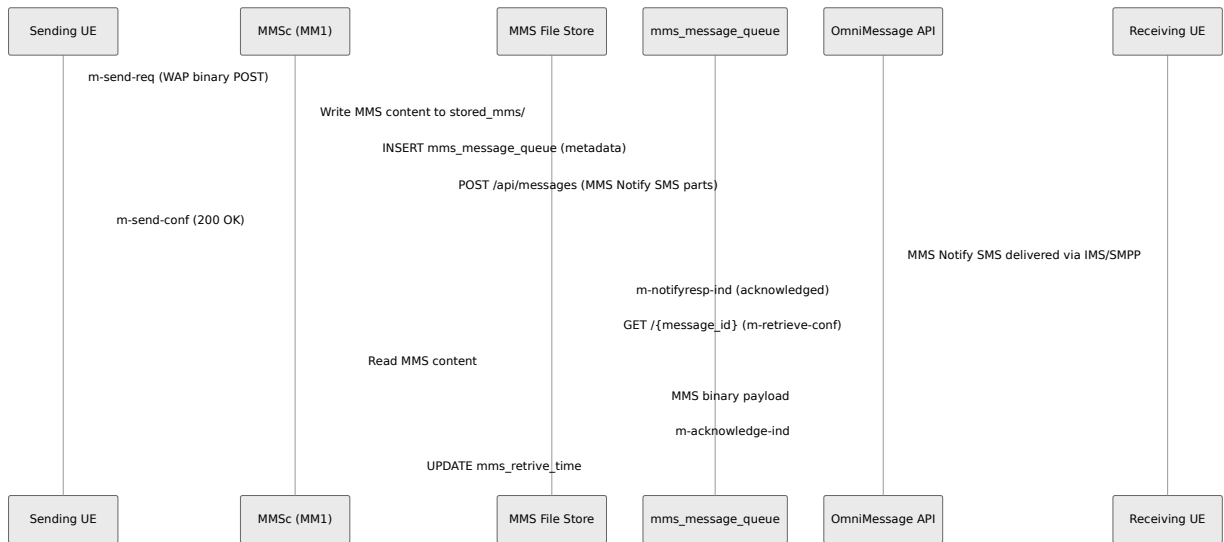 Sending UE
MMSc (MM1)
MMS File Store
mms_message_queue
OmniMessage API
Receiving UE
m-send-req (WAP binary POST)
Write MMS content to stored_mms/
INSERT mms_message_queue (metadata)
POST /api/messages (MMS Notify SMS parts)
m-send-conf (200 OK)
MMS Notify SMS delivered via IMS/SMPP
m-notifyresp-ind (acknowledged)
GET /{message_id} (m-retrieve-conf)
Read MMS content
MMS binary payload
m-acknowledge-ind
UPDATE mms_retrive_time
Sending UE
MMSc (MM1)
MMS File Store
mms_message_queue
OmniMessage API
Receiving UE